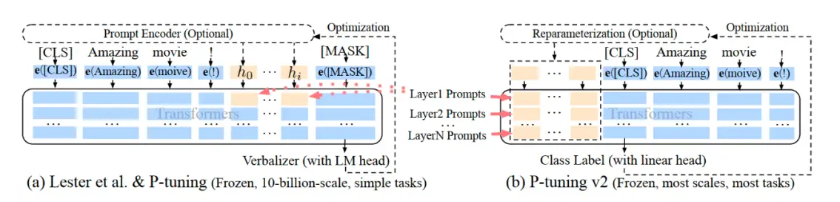 Prompt Encoder (Optional)
Optimization
[CLS] Amazing movie ! [MASK]
e([CLS]) e(Amazing) e(moive) e(!) h0 ... hi e([MASK])
Transformers
... ... ... ... ... ... ...
Verbalizer (with LM head)
(a) Lester et al. & P-tuning (Frozen, 10-billion-scale, simple tasks)
Layer1 Prompts
Layer2 Prompts
...
LayerN Prompts
Reparameterization (Optional)
Optimization
[CLS] Amazing movie !
... e([CLS]) e(Amazing) e(moive) e(!)
...
Transformers
... ... ... ... ... ...
...
Class Label (with linear head)
(b) P-tuning v2 (Frozen, most scales, most tasks)